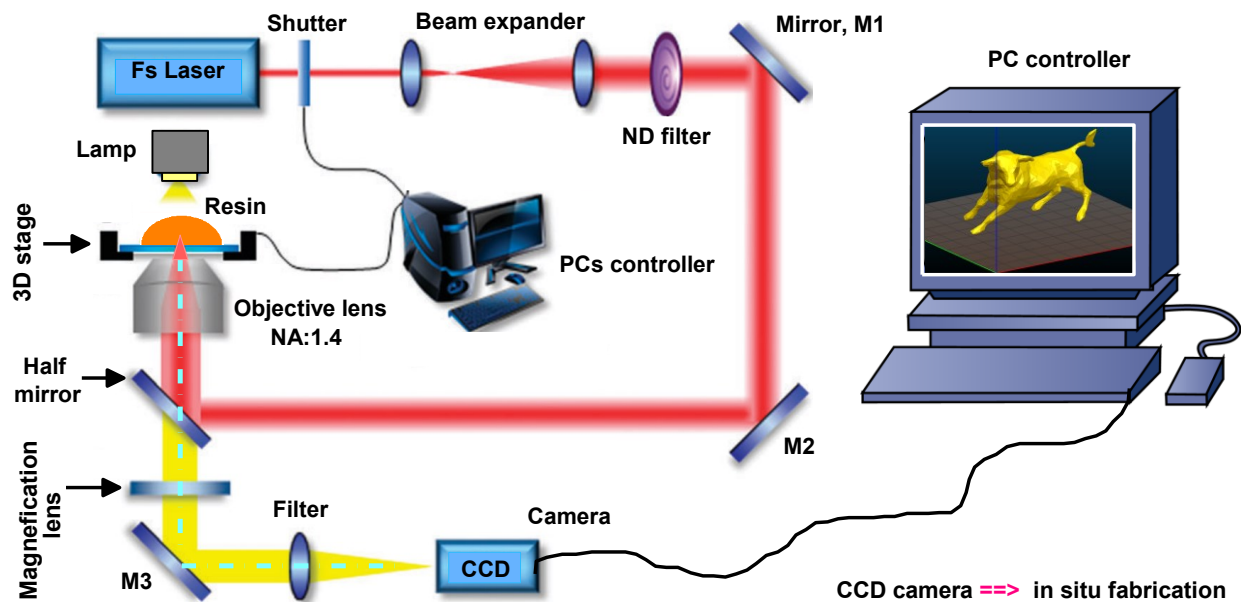 Shutter
Beam expander
Mirror, M1
Fs Laser
PC controller
ND filter
Lamp
Resin
3D stage
PCs controller
Objective lens
NA:1.4
Half
mirror
M2
Magnefication
lens
Filter
Camera
M3
CCD
CCD camera ==> in situ fabrication